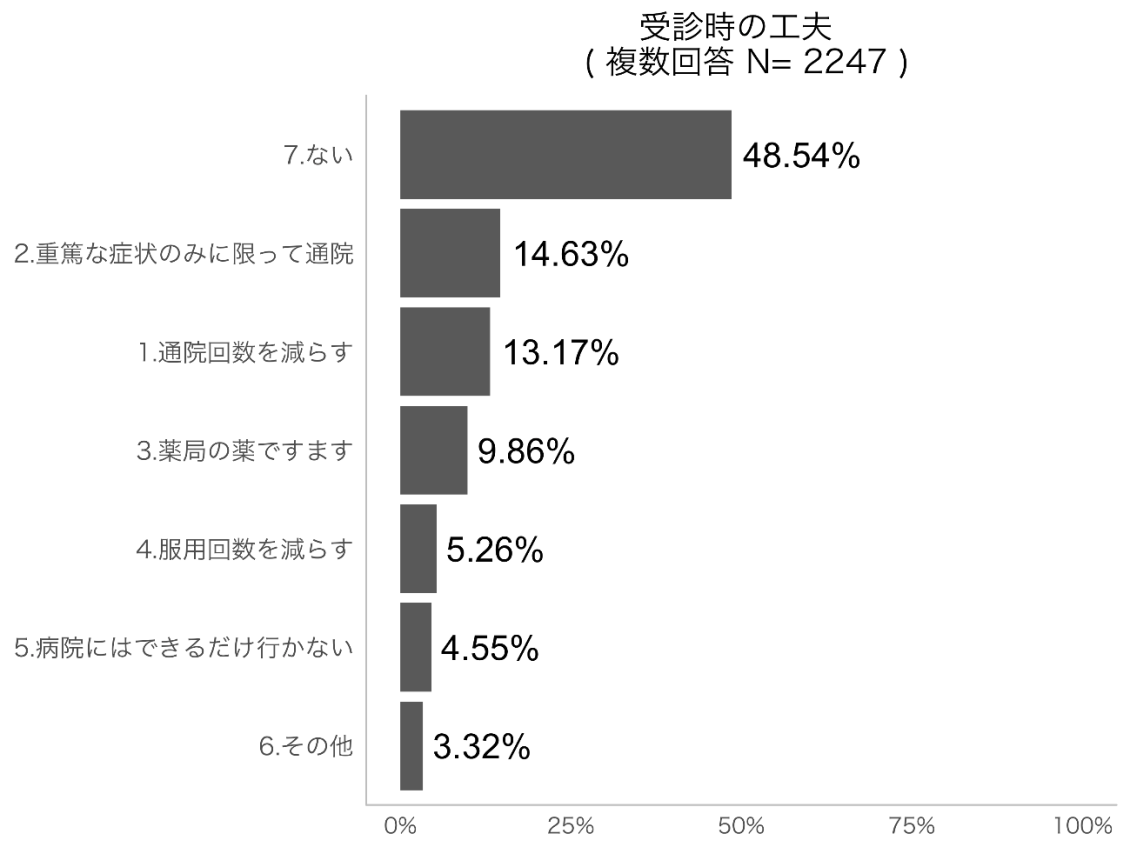 受診時の工夫
( 複数回答 N= 2247 )
7.ない
48.54%
2.重篤な症状のみに限って通院
14.63%
1.通院回数を減らす
13.17%
3.薬局の薬ですます
9.86%
4.服用回数を減らす
5.26%
5.病院にはできるだけ行かない
4.55%
6.その他
3.32%
0% 25% 50% 75% 100%